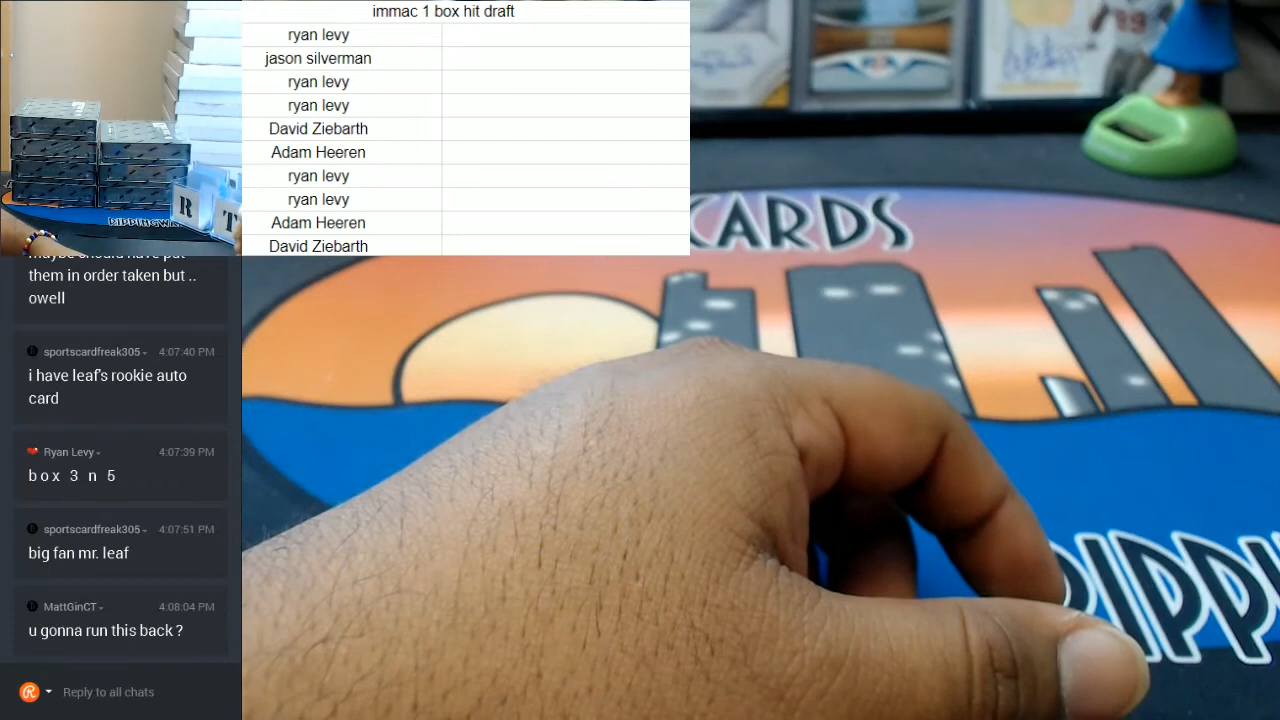 immac 1 box hit draft
ryan levy
jason silverman
ryan levy
ryan levy
David Ziebarth
Adam Heeren
ryan levy
ryan levy
Adam Heeren
David Ziebarth
R
T
them in order taken but ..
owell
sportscardfreak305 4:07:40 PM
i have leaf's rookie auto
card
Ryan Levy 4:07:39 PM
box 3 n 5
sportscardfreak305 4:07:51 PM
big fan mr. leaf
MattGinCT 4:08:04 PM
u gonna run this back ?
Reply to all chats
CARDS
RIPPI